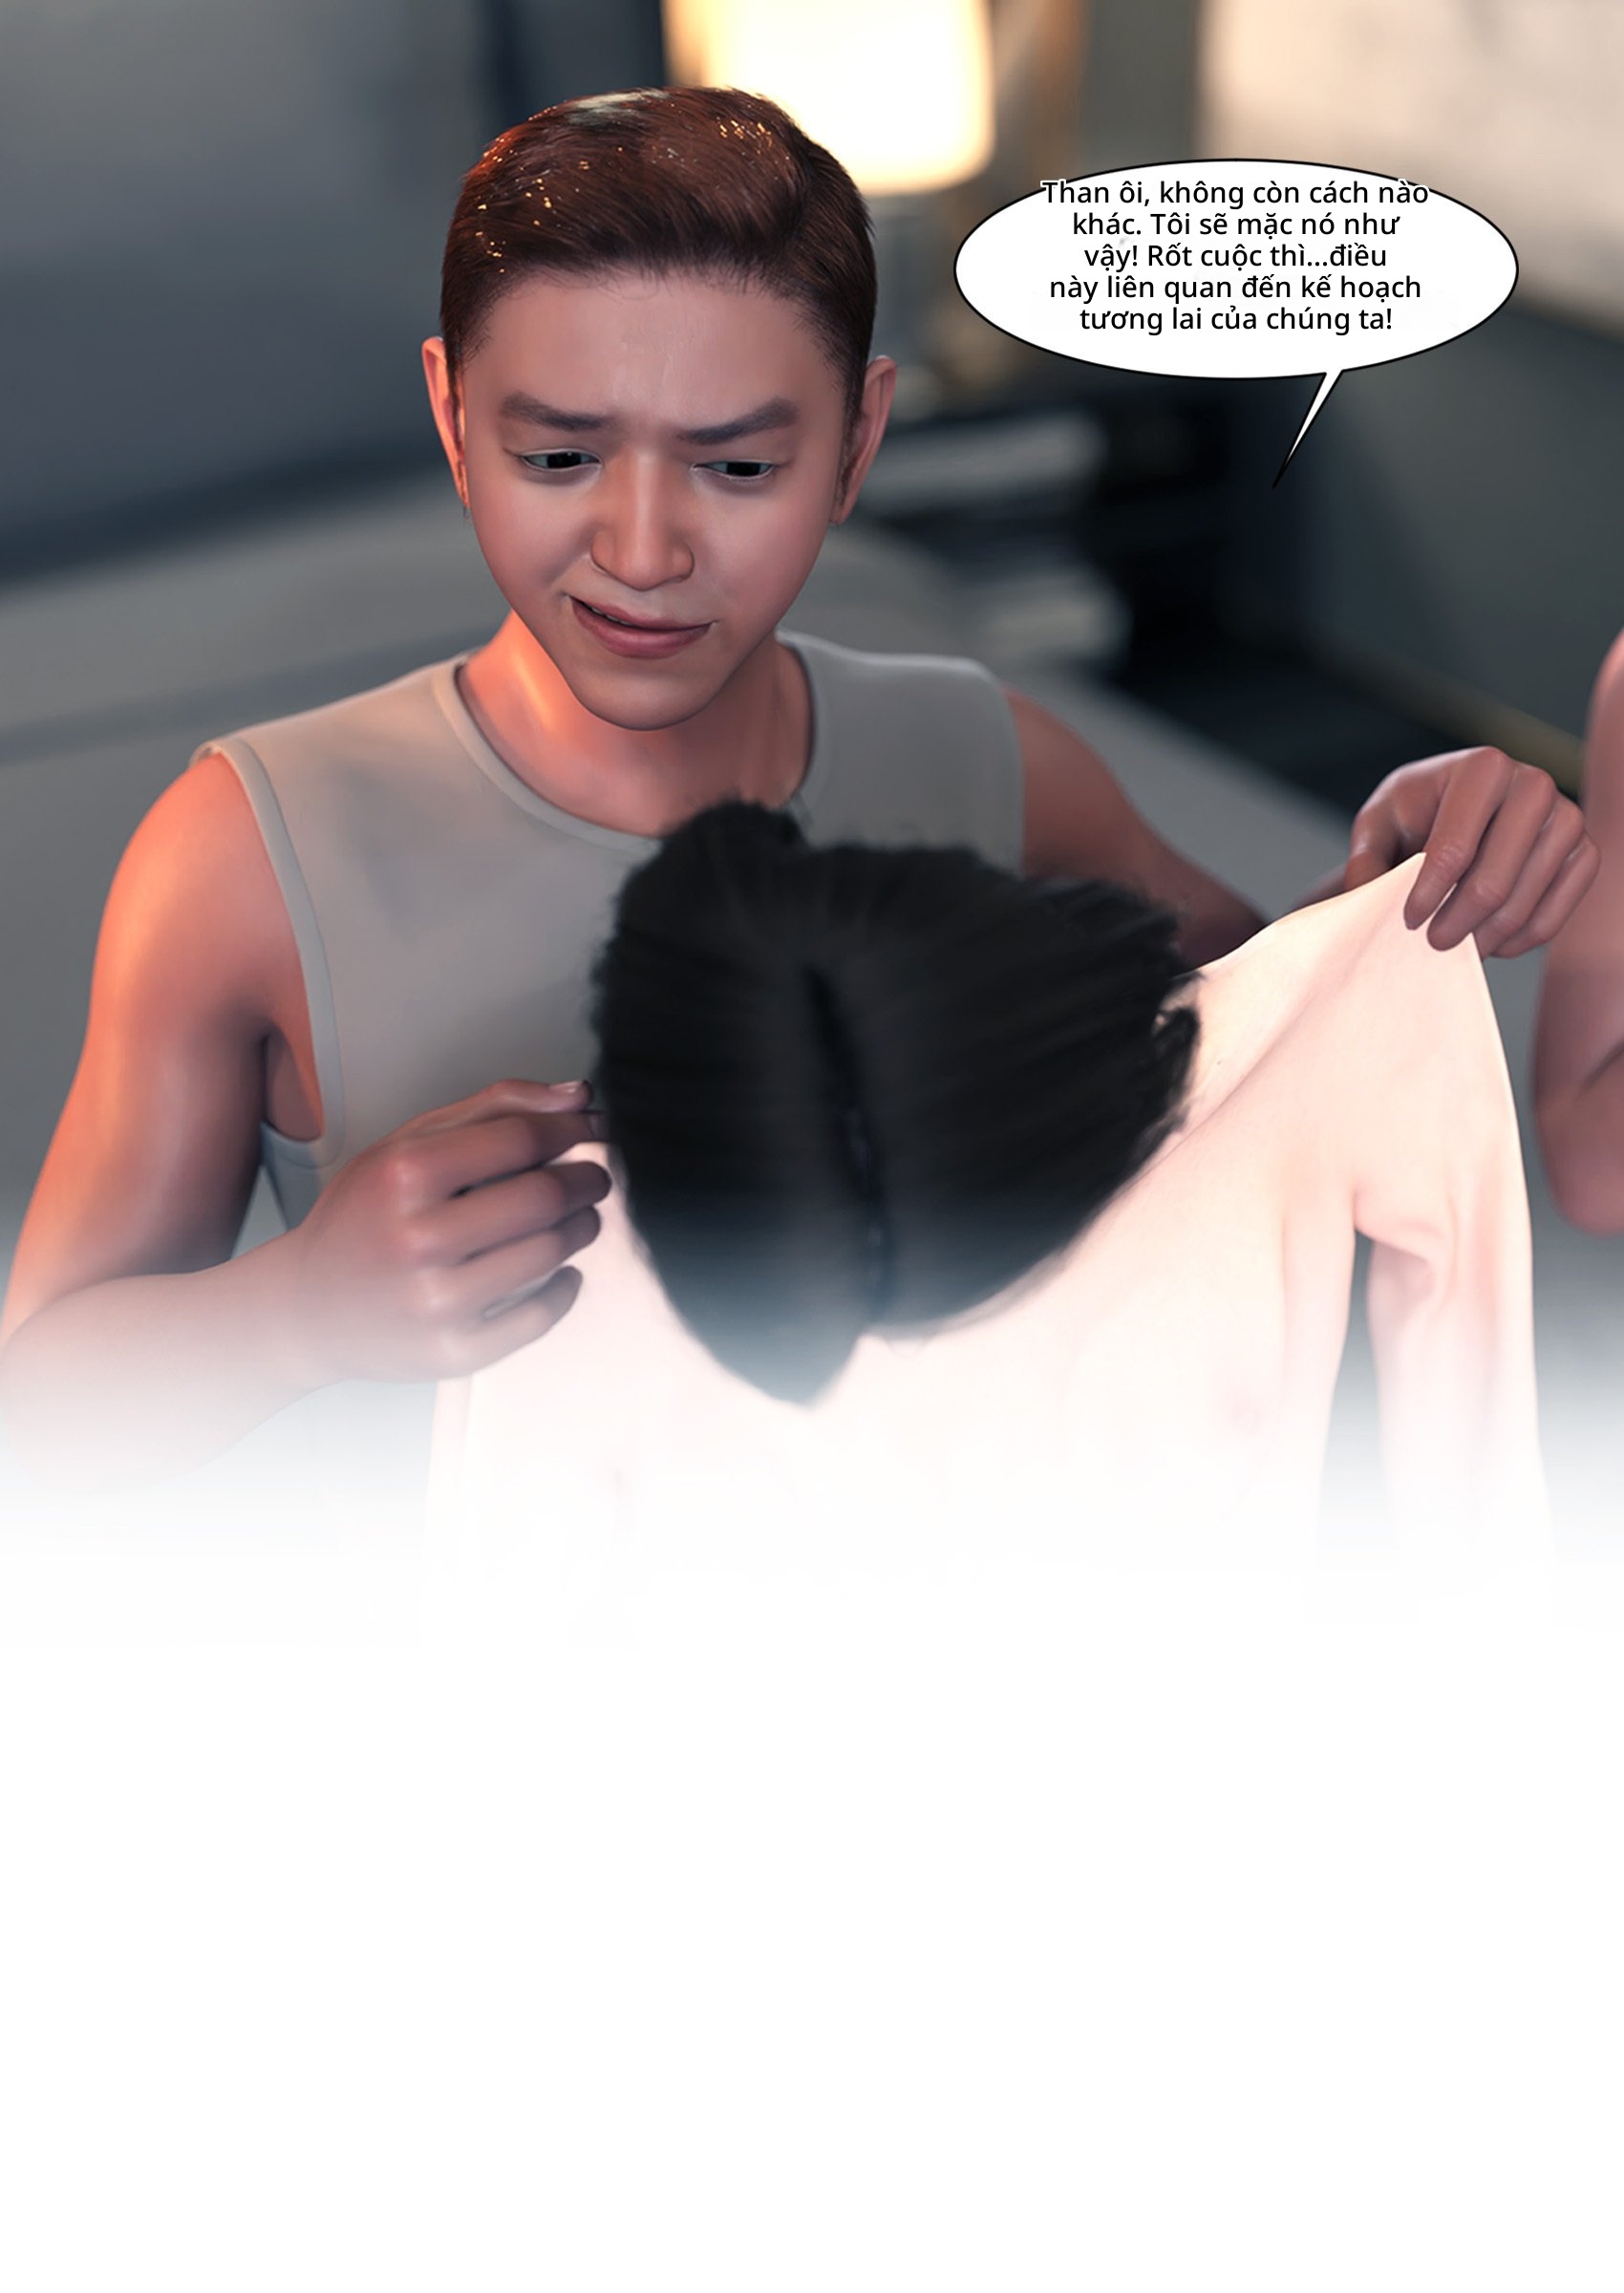 Than ôi, không còn cách nào
khác. Tôi sẽ mặc nó như
vậy! Rốt cuộc thì...điều
này liên quan đến kế hoạch
tương lai của chúng ta!